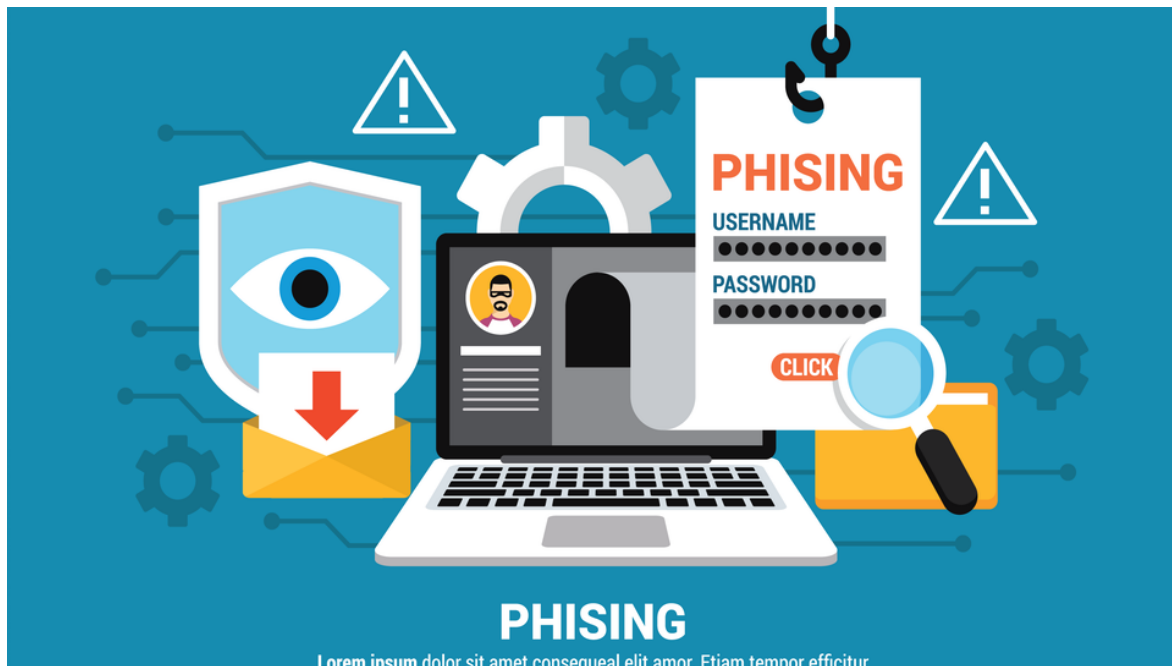 PHISING
USERNAME
PASSWORD
CLICK
PHISING
Lorem ipsum dolor sit amet consequeal elit amor. Etiam tempor efficitur